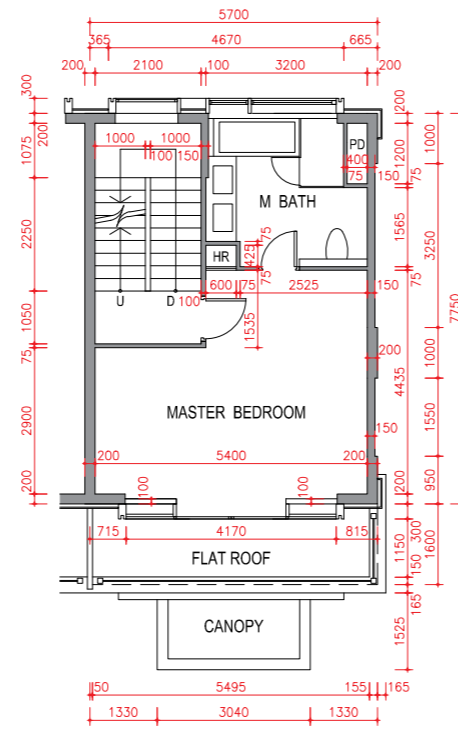 5700
365 4670 665
200 2100 100 3200 200
300
200
1075
2250
1050
75
2900
200
1000 1000
100 150
PD
400
75 150
200
1200
75
1565
75
1000
3250
7750
1000
1550
950
1600
M BATH
75
425
75
HR
U D
100
600 75 2525 150
1535
200
4435
150
MASTER BEDROOM
200 5400 200
100 100
200
300
1150
150
165
1525
715 4170 815
FLAT ROOF
CANOPY
50 5495 155 165
1330 3040 1330